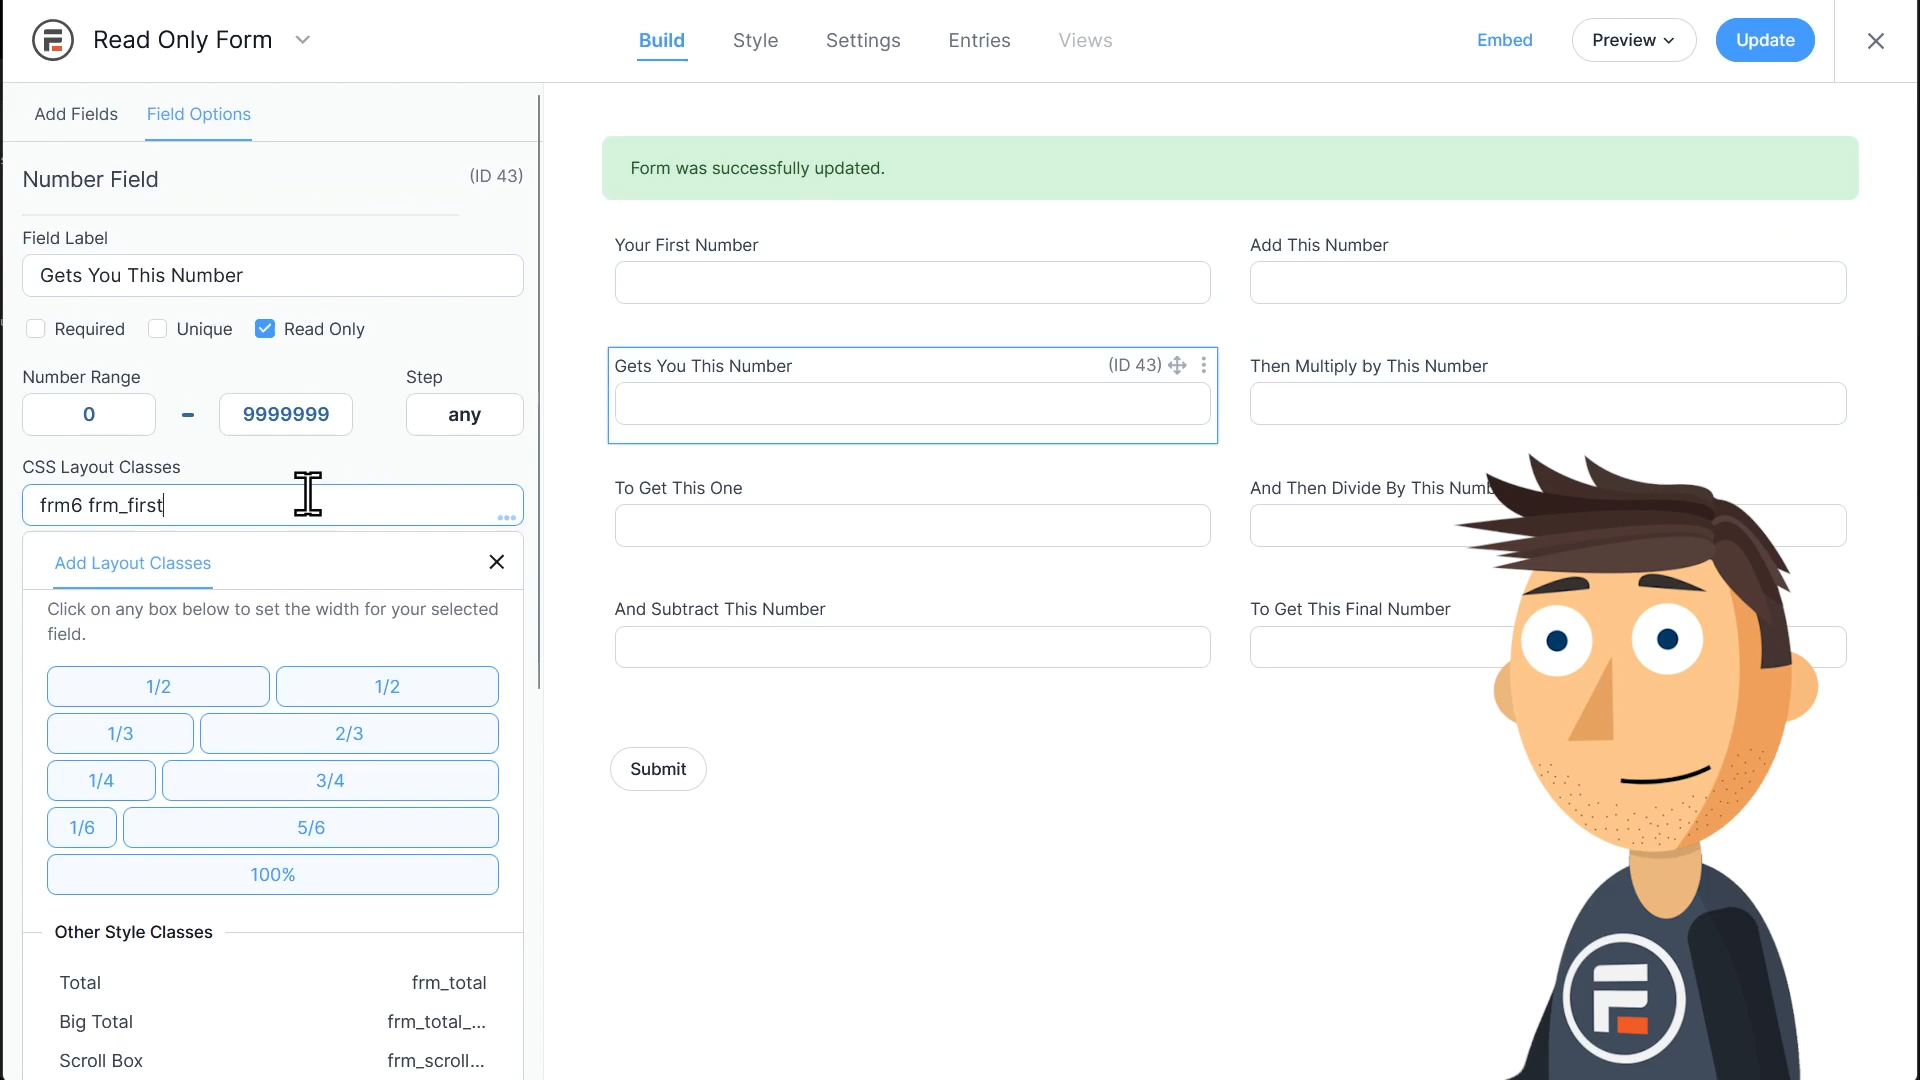 Read Only Form
Build
Style
Settings
Entries
Views
Embed
Preview
Update
Add Fields
Field Options
Number Field
(ID 43)
Field Label
Gets You This Number
Required
Unique
Read Only
Number Range
Step
0
-
9999999
any
CSS Layout Classes
frm6 frm_first
Add Layout Classes
Click on any box below to set the width for your selected
field.
1/2
1/2
1/3
2/3
1/4
3/4
1/6
5/6
100%
Other Style Classes
Total
frm_total
Big Total
frm_total_...
Scroll Box
frm_scroll...
Form was successfully updated.
Your First Number
Add This Number
Gets You This Number
(ID 43)
Then Multiply by This Number
To Get This One
And Then Divide By This Numb
And Subtract This Number
To Get This Final Number
Submit